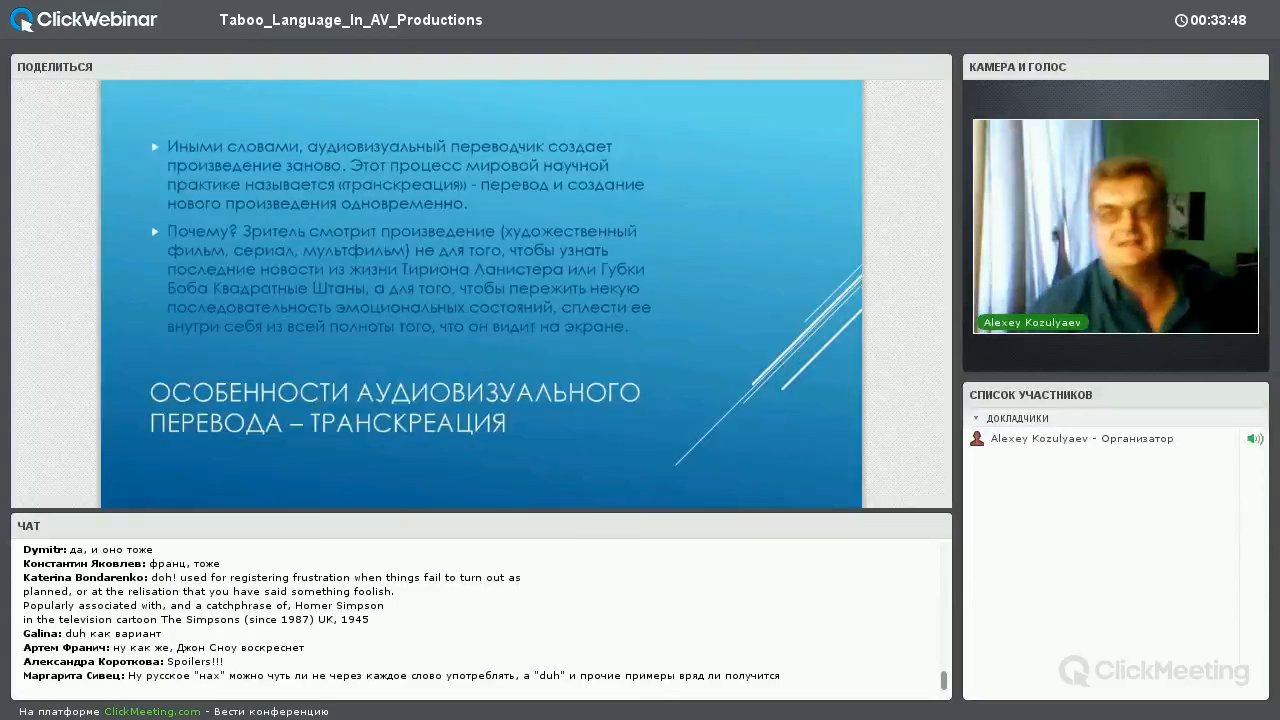 ClickWebinar
Taboo_Language_In_AV_Productions
00:33:48
ПОДЕЛИТЬСЯ
Иными словами, аудиовизуальный переводчик создает
произведение заново. Этот процесс мировой научной
практике называется «транскреация» - перевод и создание
нового произведения одновременно.
Почему? Зритель смотрит произведение (художественный
фильм, сериал, мультфильм) не для того, чтобы узнать
последние новости из жизни Тириона Ланистера или Губки
Боба Квадратные Штаны, а для того, чтобы пережить некую
последовательность эмоциональных состояний, сплести ее
внутри себя из всей полноты того, что он видит на экране.
ОСОБЕННОСТИ АУДИОВИЗУАЛЬНОГО
ПЕРЕВОДА – ТРАНСКРЕАЦИЯ
КАМЕРА И ГОЛОС
Alexey Kozulyaev
СПИСОК УЧАСТНИКОВ
ДОКЛАДЧИКИ
Alexey Kozulyaev - Организатор
ЧАТ
Dymitr: да, и оно тоже
Константин Яковлев: франц, тоже
Katerina Bondarenko: doh! used for registering frustration when things fail to turn out as
planned, or at the relisation that you have said something foolish.
Popularly associated with, and a catchphrase of, Homer Simpson
in the television cartoon The Simpsons (since 1987) UK, 1945
Galina: duh как вариант
Артем Франич: ну как же, Джон Сноу воскреснет
Александра Короткова: Spoilers!!!
Маргарита Сивец: Ну русское "нах" можно чуть ли не через каждое слово употреблять, а "duh" и прочие примеры вряд ли получится
ClickMeeting
На платформе ClickMeeting.com - Вести конференцию